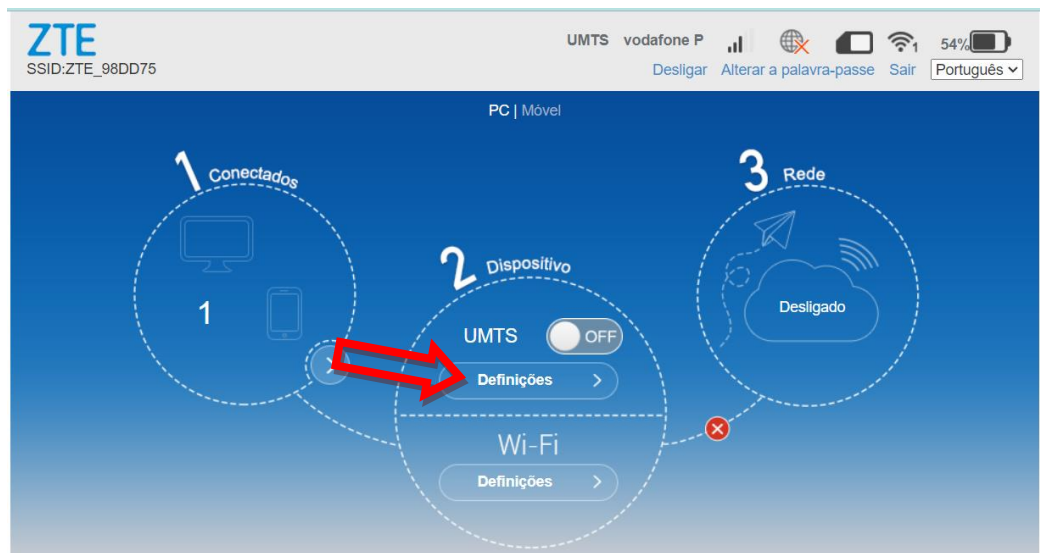 ZTE
SSID:ZTE_98DD75
UMTS vodafone P 1 54%
Desligar Alterar a palavra-passe Sair Português
PC | Móvel
1 Conectados
1
2 Dispositivo
UMTS OFF
Definições
Wi-Fi
Definições
3 Rede
Desligado